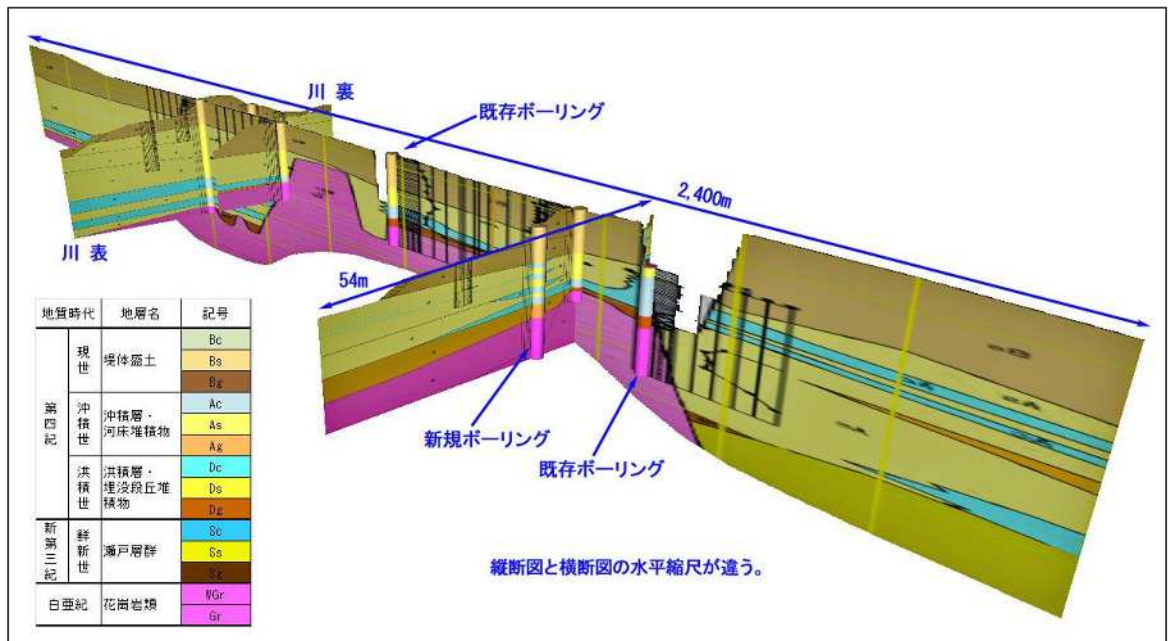 川 裏
既存ボーリング
2,400m
川 表
54m
新規ボーリング
既存ボーリング
縦断図と横断図の水平縮尺が違う。
地質時代 地層名 記号
第四紀 現世 堤体盛土 Bc
Bs
Bg
沖積世 沖積層・河床堆積物 Ac
As
Ag
洪積世 洪積層・埋没段丘堆積物 Dc
Ds
Dg
新第三紀 鮮新世 瀬戸層群 Sc
Ss
Sg
白亜紀 花崗岩類 WGr
Gr